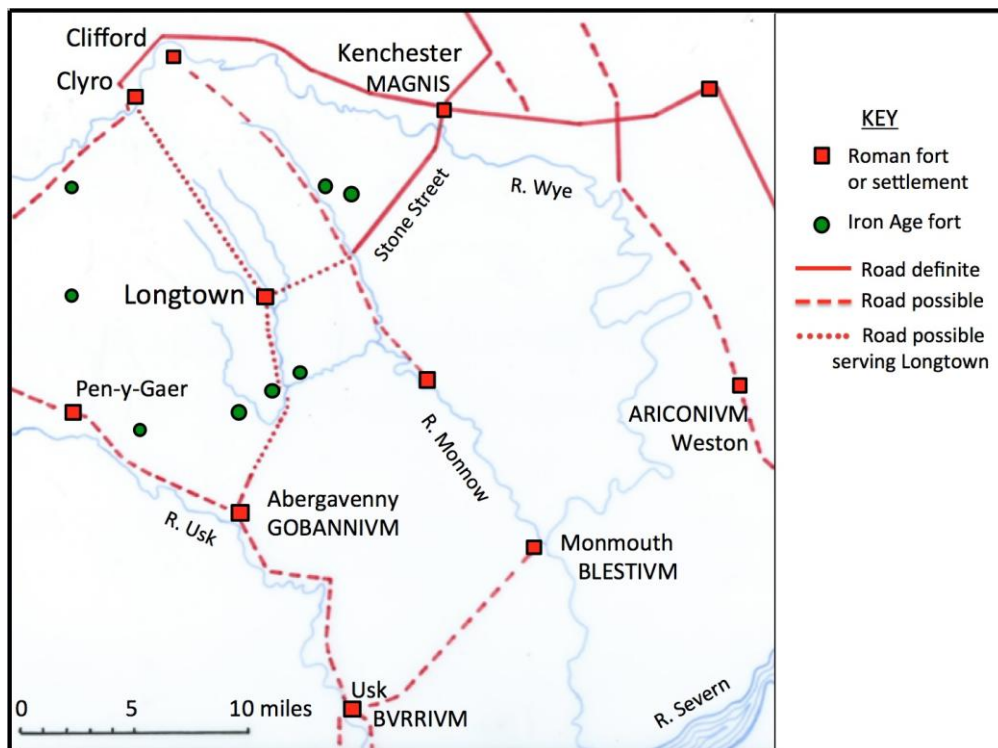 Clifford
Clyro
Kenchester
MAGNIS
R. Wye
Stone Street
Longtown
Pen-y-Gaer
R. Monnow
ARICONIVM
Weston
Abergavenny
GOBANNIVM
R. Usk
Monmouth
BLESTIVM
Usk
BVRRIVM
R. Severn
0 5 10 miles
KEY
Roman fort
or settlement
Iron Age fort
Road definite
Road possible
Road possible
serving Longtown